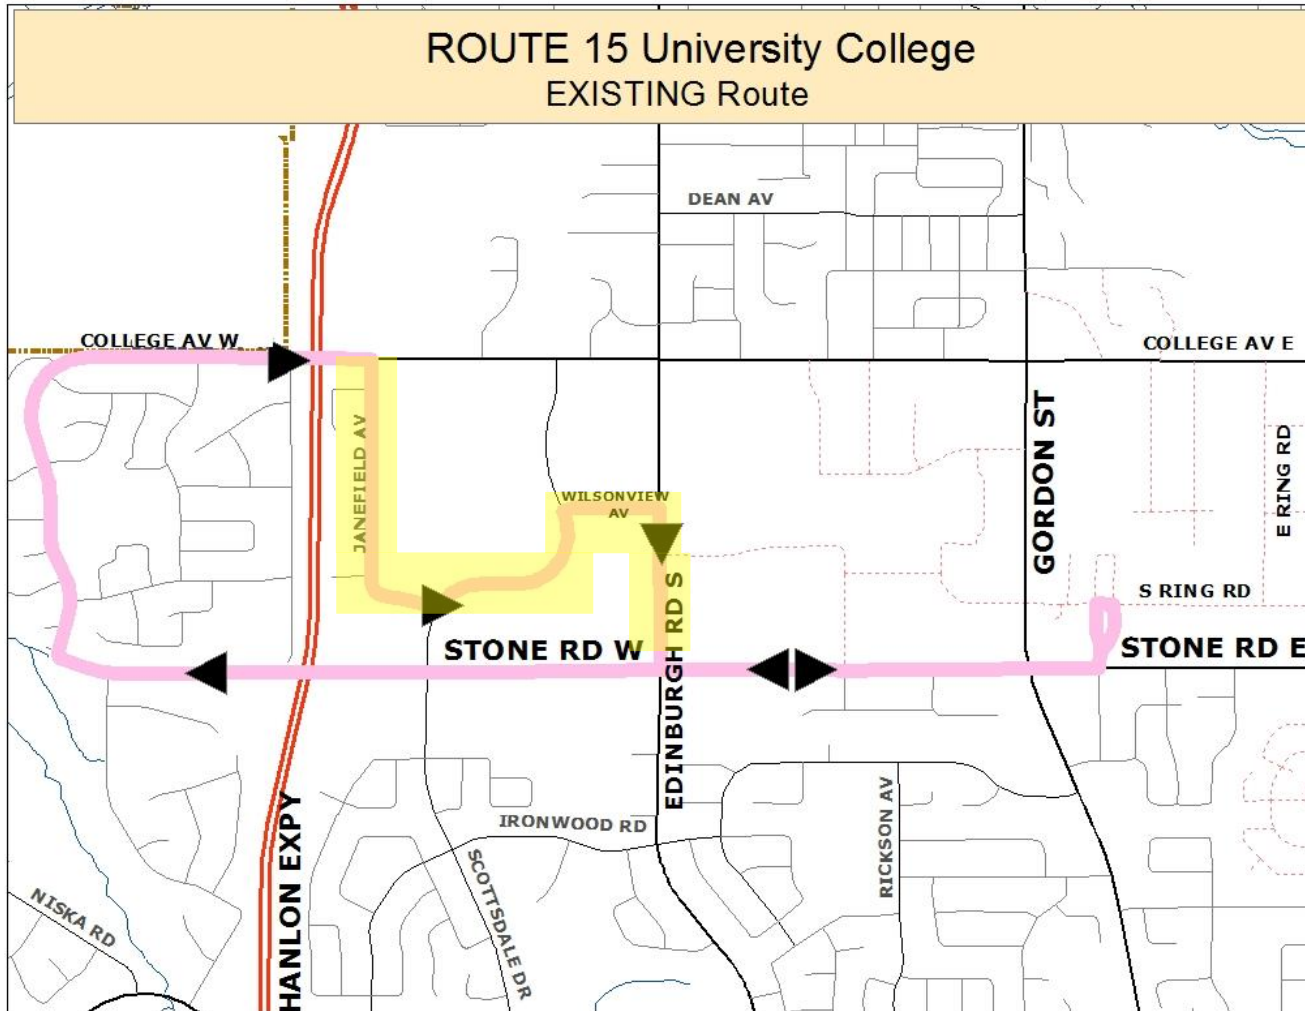 ROUTE 15 University College
EXISTING Route
DEAN AV
COLLEGE AV W
COLLEGE AV E
GORDON ST
JANEFIELD AV
E RING RD
WILSONVIEW
AV
S RING RD
STONE RD W
STONE RD E
EDINBURGH RD S
HANLON EXPY
IRONWOOD RD
RICKSON AV
SCOTTSDALE DR
NISKA RD